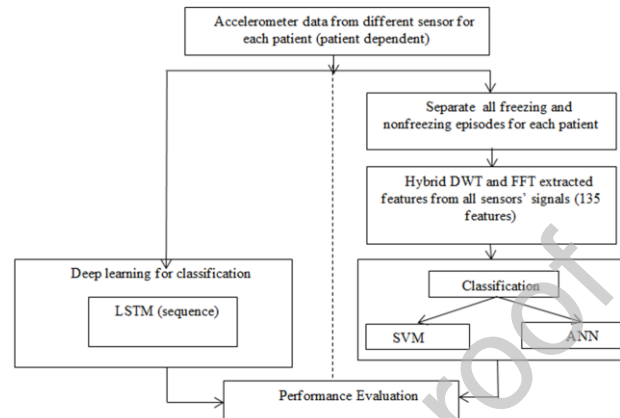 Accelerometer data from different sensor for
each patient (patient dependent)
Separate all freezing and
nonfreezing episodes for each patient
Hybrid DWT and FFT extracted
features from all sensors' signals (135
features)
Deep learning for classification
LSTM (sequence)
Classification
SVM
ANN
Performance Evaluation
roof